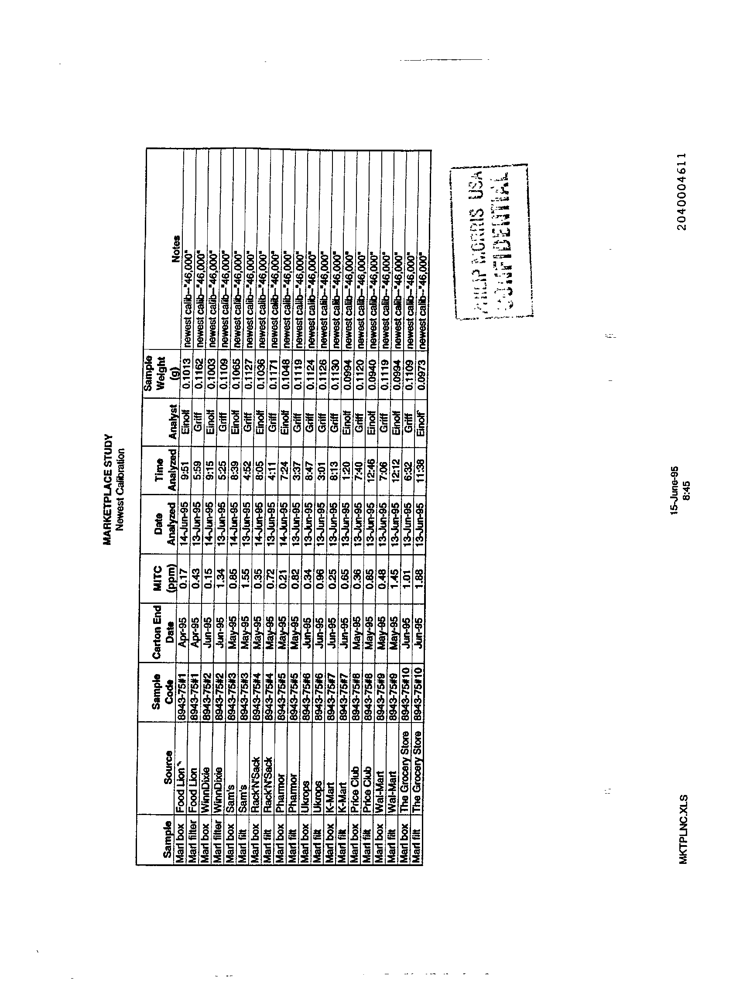 MARKETPLACE STUDY
Newest Calibration
Sample Source Sample Code Carton End Date MITC (ppm) Date Analyzed Time Analyzed Analyst Sample Weight (g) Notes
Marl box Food Lion 8943-75#1 Apr-95 0.17 14-Jun-95 9:51 Einolf 0.1013 newest calib--"46,000"
Marl filter Food Lion 8943-75#1 Apr-95 0.43 13-Jun-95 5:59 Griff 0.1162 newest calib--"46,000"
Marl box WinnDixie 8943-75#2 Jun-95 0.15 14-Jun-95 9:15 Einolf 0.1003 newest calib--"46,000"
Marl filter WinnDixie 8943-75#2 Jun-95 1.34 13-Jun-95 5:25 Griff 0.1109 newest calib--"46,000"
Marl box Sam's 8943-75#3 May-95 0.85 14-Jun-95 8:39 Einolf 0.1065 newest calib--"46,000"
Marl filt Sam's 8943-75#3 May-95 1.55 13-Jun-95 4:52 Griff 0.1127 newest calib--"46,000"
Marl box Rack'N'Sack 8943-75#4 May-95 0.35 14-Jun-95 8:05 Einolf 0.1036 newest calib--"46,000"
Marl filt Rack'N'Sack 8943-75#4 May-95 0.72 13-Jun-95 4:11 Griff 0.1171 newest calib--"46,000"
Marl box Pharmor 8943-75#5 May-95 0.21 14-Jun-95 7:24 Einolf 0.1048 newest calib--"46,000"
Marl filt Pharmor 8943-75#5 May-95 0.82 13-Jun-95 3:37 Griff 0.1119 newest calib--"46,000"
Marl box Ukrops 8943-75#6 Jun-95 0.34 13-Jun-95 8:47 Griff 0.1124 newest calib--"46,000"
Marl filt Ukrops 8943-75#6 Jun-95 0.96 13-Jun-95 3:01 Griff 0.1126 newest calib--"46,000"
Marl box K-Mart 8943-75#7 Jun-95 0.25 13-Jun-95 8:13 Griff 0.1130 newest calib--"46,000"
Marl filt K-Mart 8943-75#7 Jun-95 0.65 13-Jun-95 1:20 Einolf 0.0994 newest calib--"46,000"
Marl box Price Club 8943-75#8 May-95 0.36 13-Jun-95 7:40 Griff 0.1120 newest calib--"46,000"
Marl filt Price Club 8943-75#8 May-95 0.85 13-Jun-95 12:46 Einolf 0.0940 newest calib--"46,000"
Marl box Wal-Mart 8943-75#9 May-95 0.48 13-Jun-95 7:06 Griff 0.1119 newest calib--"46,000"
Marl filt Wal-Mart 8943-75#9 May-95 1.45 13-Jun-95 12:12 Einolf 0.0994 newest calib--"46,000"
Marl box The Grocery Store 8943-75#10 Jun-95 1.01 13-Jun-95 6:32 Griff 0.1109 newest calib--"46,000"
Marl filt The Grocery Store 8943-75#10 Jun-95 1.88 13-Jun-95 11:38 Einolf 0.0973 newest calib--"46,000"
PHILIP MORRIS USA
CONFIDENTIAL
MKTPLNC.XLS
15-June-95
8:45
2040004611